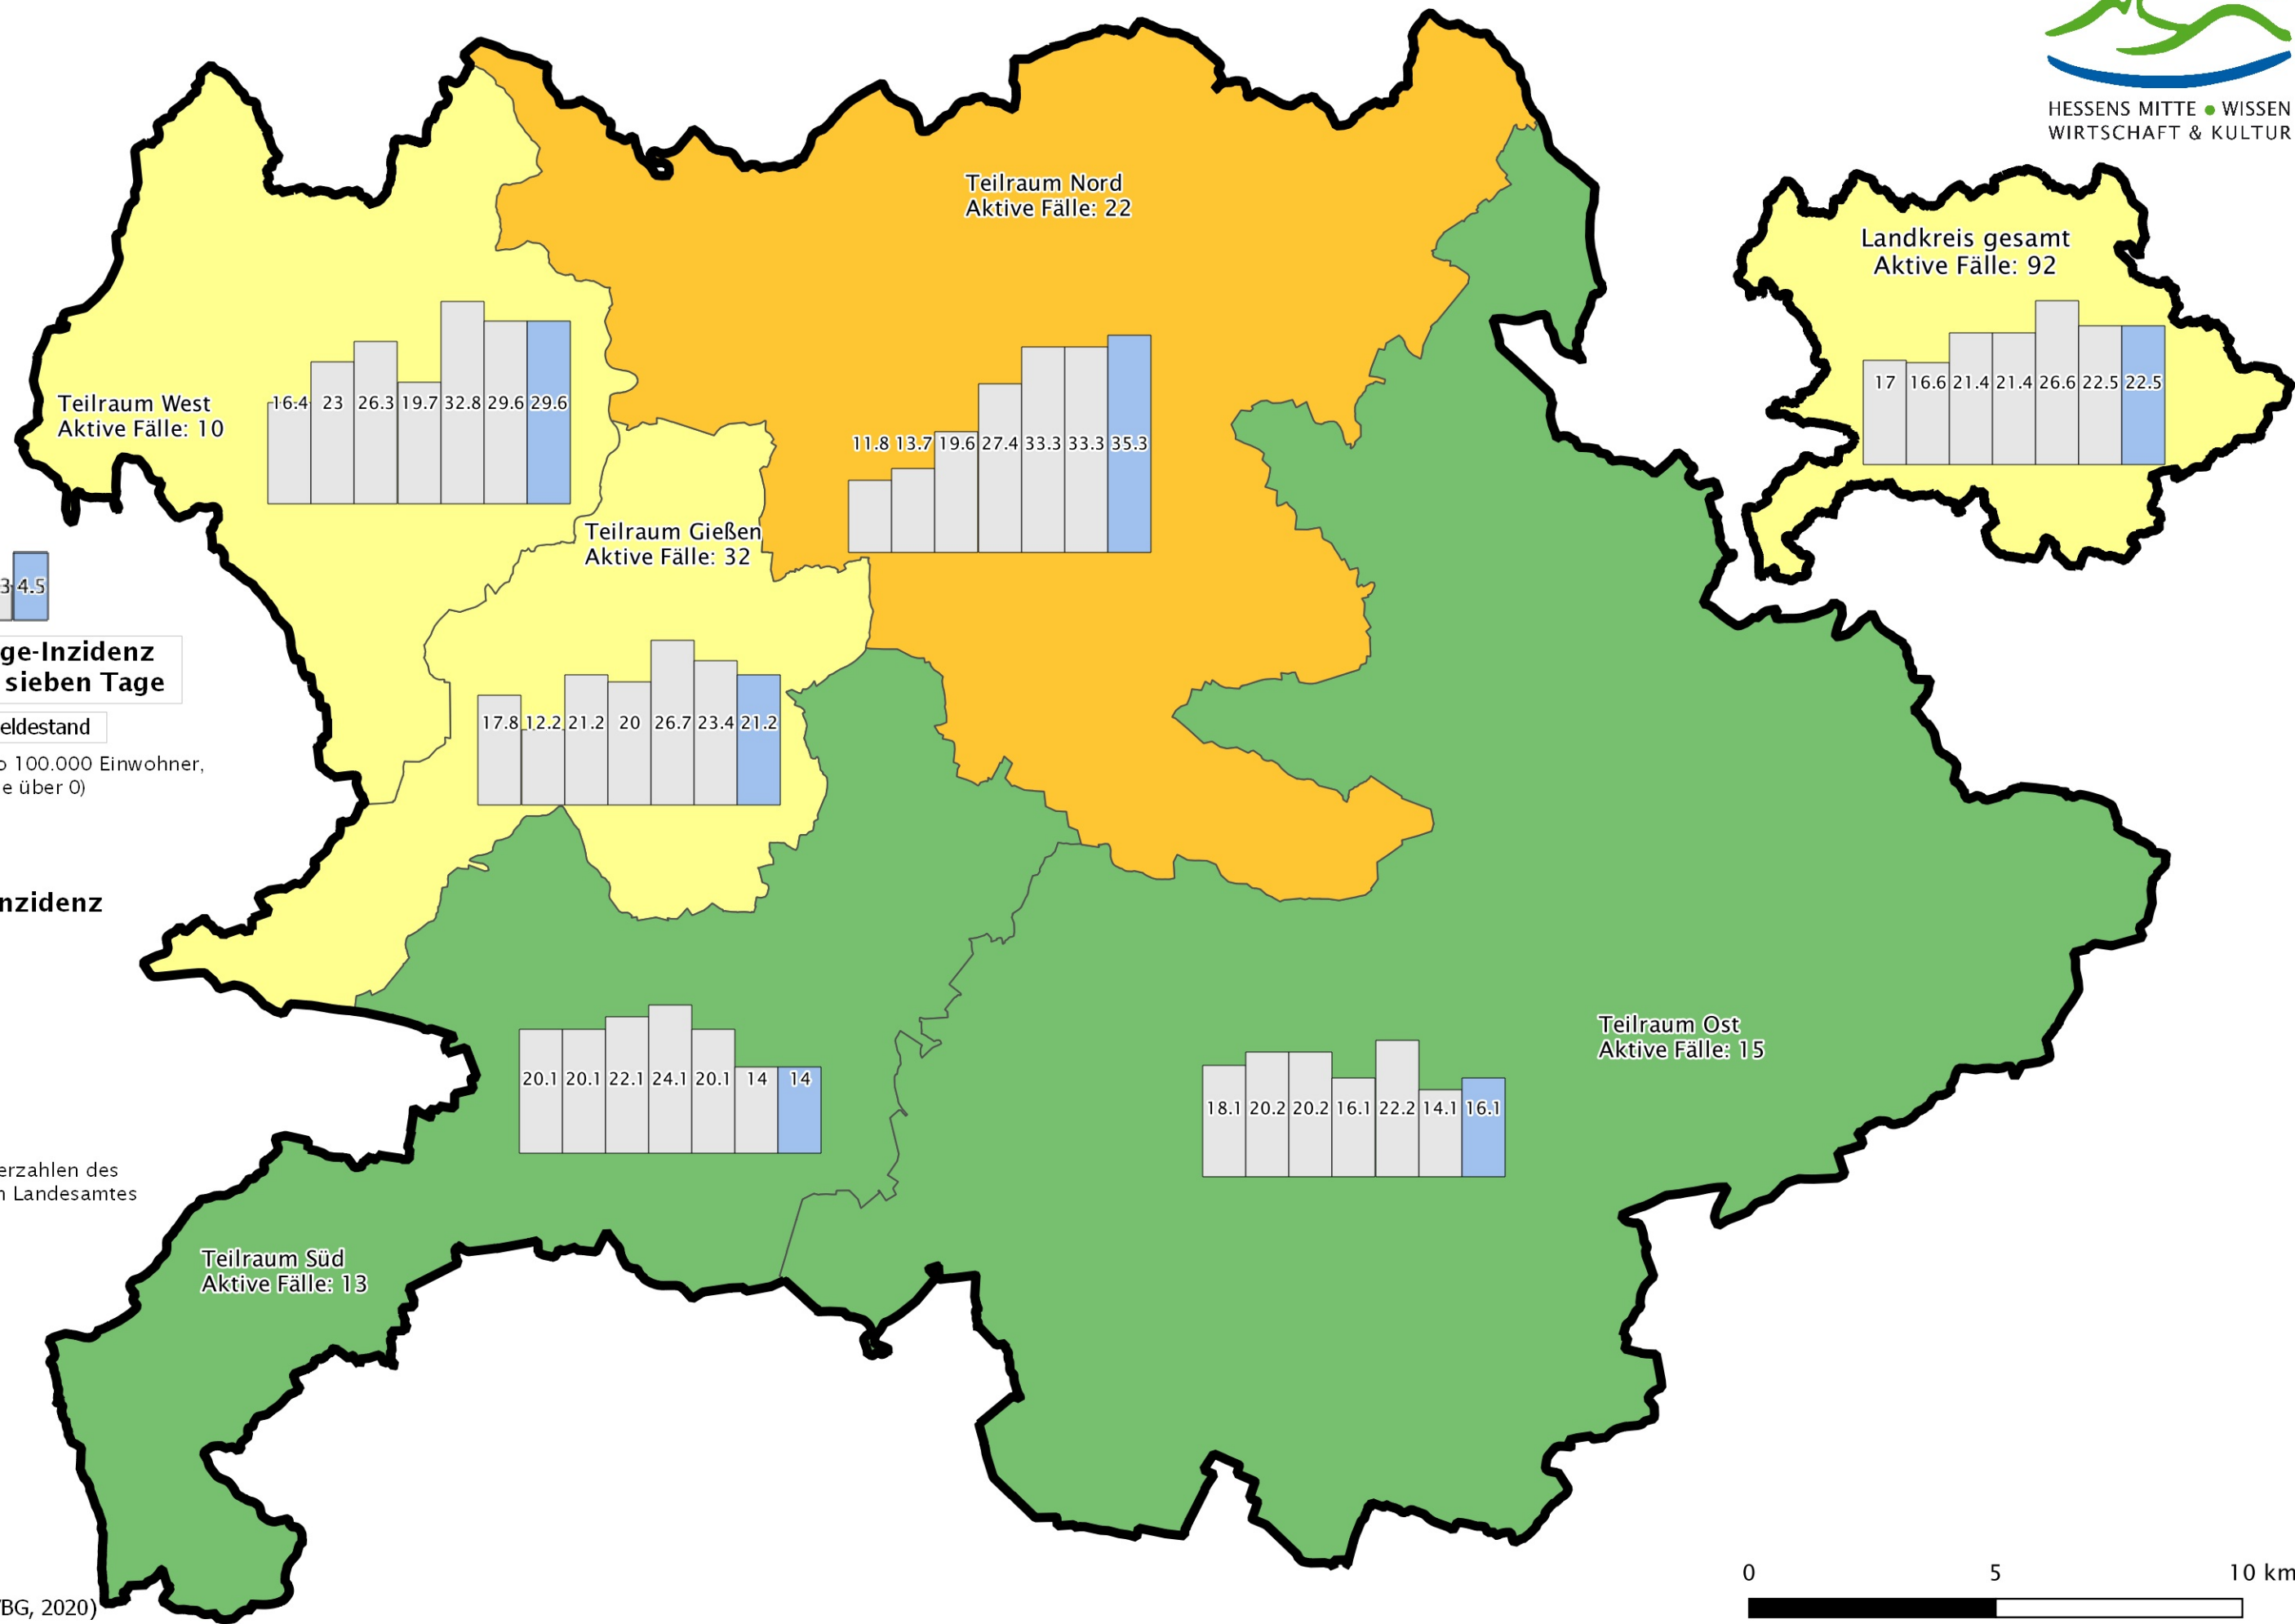 HESSENS MITTE ● WISSEN
WIRTSCHAFT & KULTUR
Teilraum Nord
Aktive Fälle: 22
Landkreis gesamt
Aktive Fälle: 92
17 16.6 21.4 21.4 26.6 22.5 22.5
Teilraum West
Aktive Fälle: 10
16.4 23 26.3 19.7 32.8 29.6 29.6
11.8 13.7 19.6 27.4 33.3 33.3 35.3
Teilraum Gießen
Aktive Fälle: 32
3 4.5
ge-Inzidenz
sieben Tage
eldestand
o 100.000 Einwohner,
e über 0)
17.8 12.2 21.2 20 26.7 23.4 21.2
nzidenz
20.1 20.1 22.1 24.1 20.1 14 14
Teilraum Ost
Aktive Fälle: 15
18.1 20.2 20.2 16.1 22.2 14.1 16.1
erzahlen des
n Landesamtes
Teilraum Süd
Aktive Fälle: 13
0 5 10 km
BG, 2020)